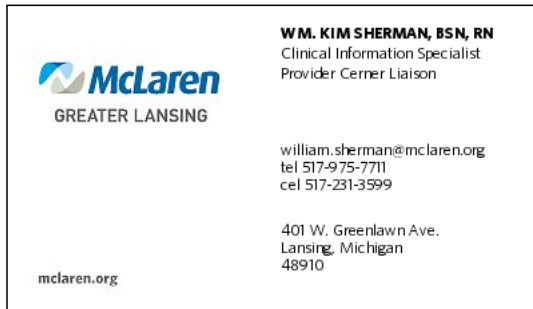 McLaren
GREATER LANSING
mclaren.org
WM. KIM SHERMAN, BSN, RN
Clinical Information Specialist
Provider Cerner Liaison
william.sherman@mclaren.org
tel 517-975-7711
cel 517-231-3599
401 W. Greenlawn Ave.
Lansing, Michigan
48910